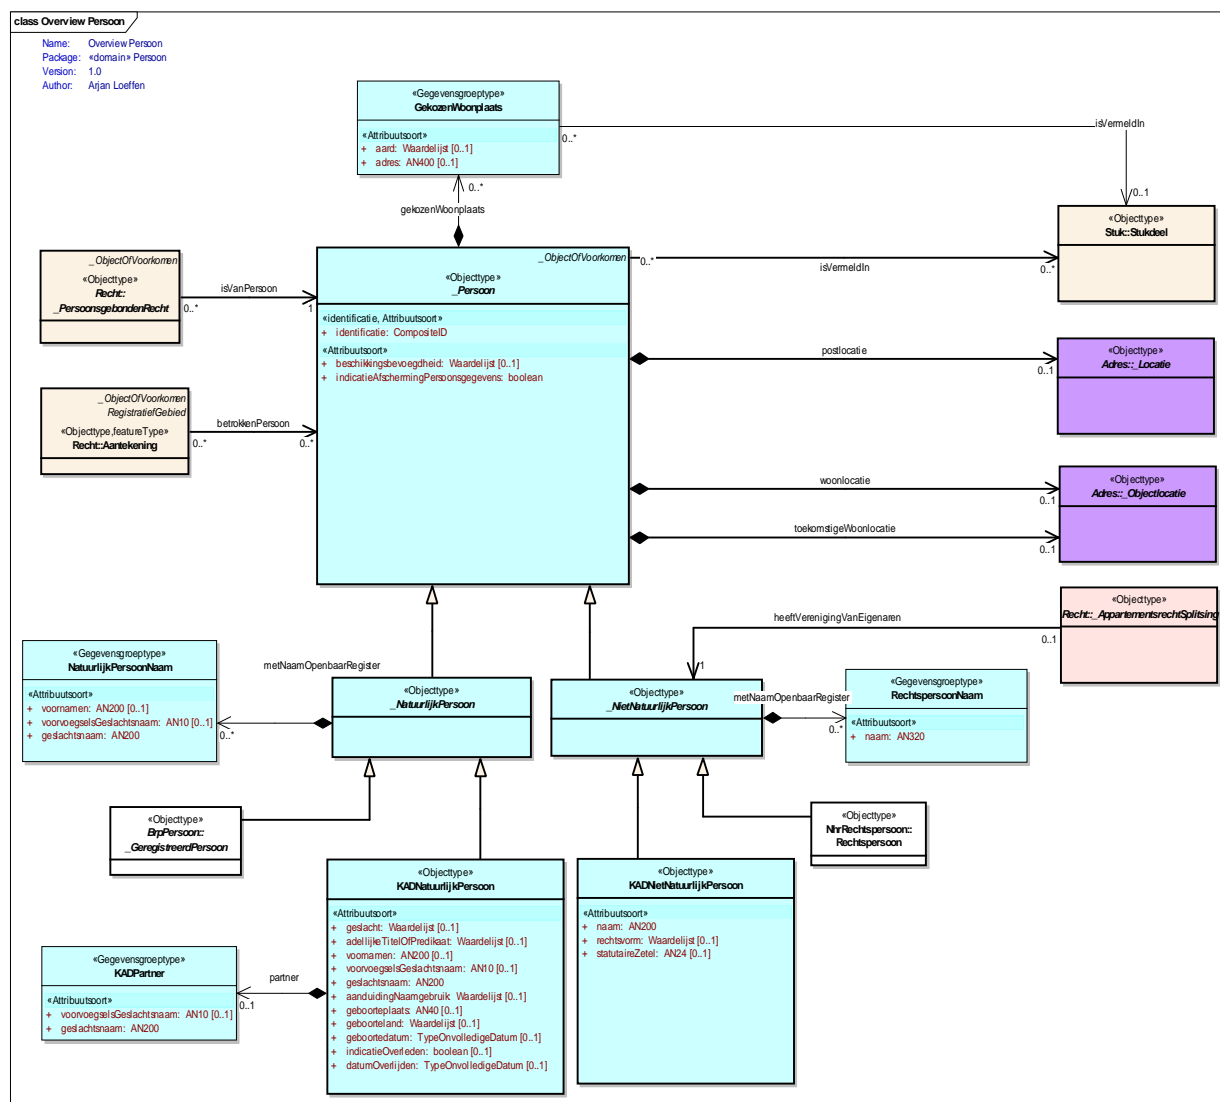 class Overview Persoon
Name: Overview Persoon
Package: «domain» Persoon
Version: 1.0
Author: Arjan Loeffen
«Gegevensgroeptype»
GekozenWoonplaats
«Attribuutsoort»
+ aard: Waardelijst [0..1]
+ adres: AN400 [0..1]
0..*
isVermeldIn
0..1
0..*
gekozenWoonplaats
«Objecttype»
Stuk::Stukdeel
_ObjectOfVoorkomen
«Objecttype»
_Persoon
«identificatie, Attribuutsoort»
+ identificatie: CompositeID
«Attribuutsoort»
+ beschikkingsbevoegdheid: Waardelijst [0..1]
+ indicatieAfschermingPersoonsgegevens: boolean
0..*
isVermeldIn
0..*
_ObjectOfVoorkomen
«Objecttype»
Recht::
_PersoonsgebondenRecht
isVanPersoon
0..*
1
postlocatie
0..1
«Objecttype»
Adres::_Locatie
_ObjectOfVoorkomen
RegistratiefGebied
«Objecttype,featureType»
Recht::Aantekening
betrokkenPersoon
0..*
0..*
woonlocatie
0..1
toekomstigeWoonlocatie
0..1
«Objecttype»
Adres::_Objectlocatie
«Objecttype»
Recht::_AppartementsrechtSplitsing
heeftVerenigingVanEigenaren
0..1
1
«Gegevensgroeptype»
NatuurlijkPersoonNaam
«Attribuutsoort»
+ voornamen: AN200 [0..1]
+ voorvoegselsGeslachtsnaam: AN10 [0..1]
+ geslachtsnaam: AN200
metNaamOpenbaarRegister
0..*
«Objecttype»
_NatuurlijkPersoon
«Objecttype»
_NietNatuurlijkPersoon
metNaamOpenbaarRegister
0..*
«Gegevensgroeptype»
RechtspersoonNaam
«Attribuutsoort»
+ naam: AN320
«Objecttype»
BrpPersoon::
_GeregistreerdPersoon
«Objecttype»
NhrRechtspersoon::
Rechtspersoon
«Objecttype»
KADNatuurlijkPersoon
«Attribuutsoort»
+ geslacht: Waardelijst [0..1]
+ adellijkeTitelOfPredikaat: Waardelijst [0..1]
+ voornamen: AN200 [0..1]
+ voorvoegselsGeslachtsnaam: AN10 [0..1]
+ geslachtsnaam: AN200
+ aanduidingNaamgebruik: Waardelijst [0..1]
+ geboorteplaats: AN40 [0..1]
+ geboorteland: Waardelijst [0..1]
+ geboortedatum: TypeOnvolledigeDatum [0..1]
+ indicatieOverleden: boolean [0..1]
+ datumOverlijden: TypeOnvolledigeDatum [0..1]
«Objecttype»
KADNietNatuurlijkPersoon
«Attribuutsoort»
+ naam: AN200
+ rechtsvorm: Waardelijst [0..1]
+ statutaireZetel: AN24 [0..1]
«Gegevensgroeptype»
KADPartner
«Attribuutsoort»
+ voorvoegselsGeslachtsnaam: AN10 [0..1]
+ geslachtsnaam: AN200
partner
0..1